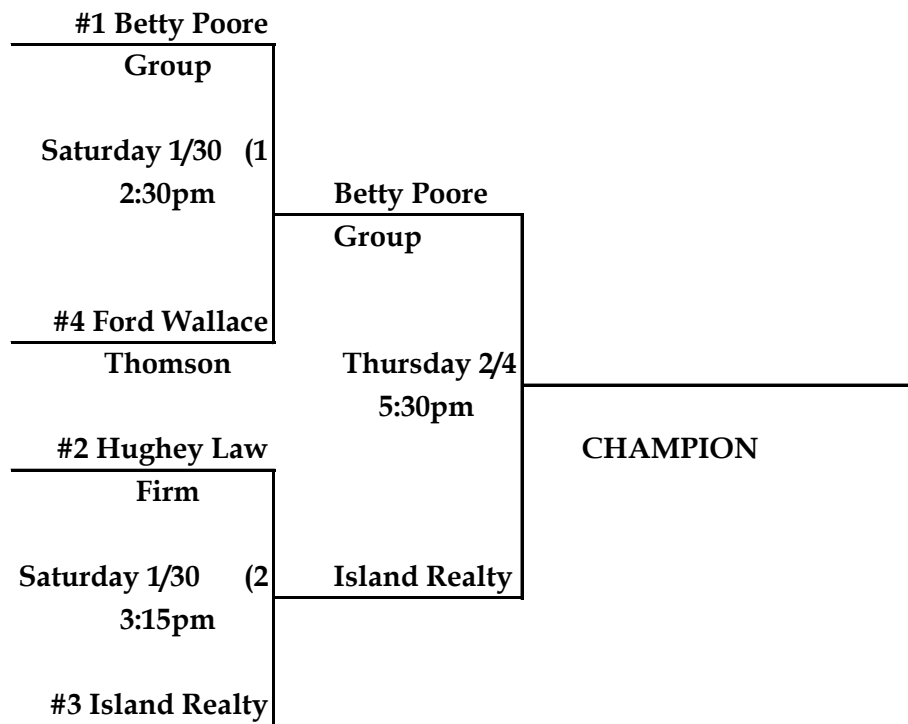 #1 Betty Poore
Group
Saturday 1/30 (1
2:30pm
Betty Poore
Group
#4 Ford Wallace
Thomson
Thursday 2/4
5:30pm
#2 Hughey Law
Firm
CHAMPION
Saturday 1/30 (2
3:15pm
Island Realty
#3 Island Realty